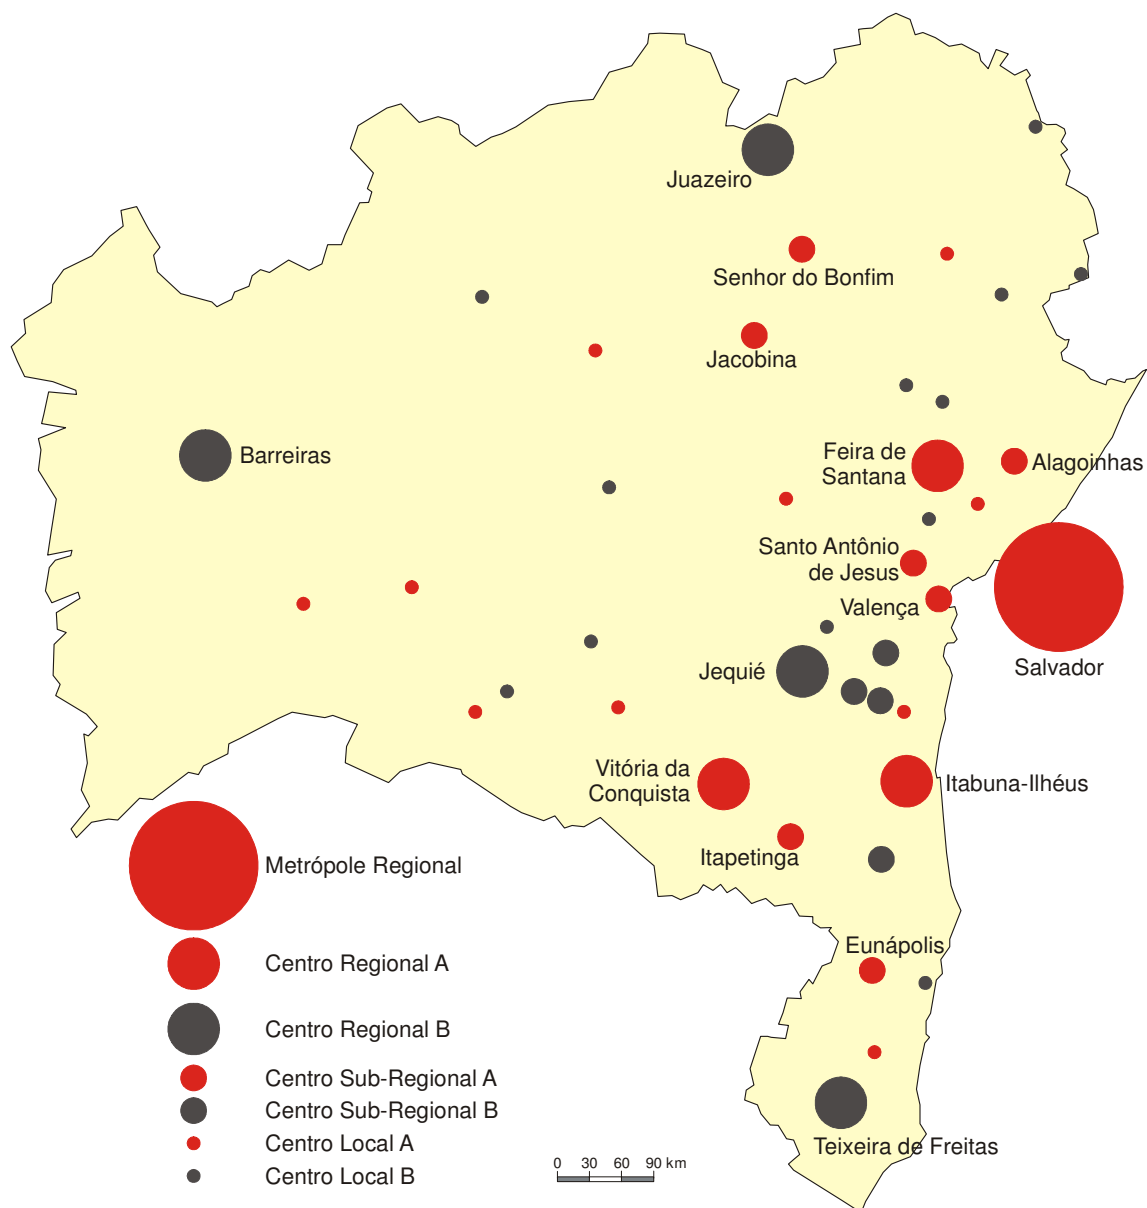 Juazeiro
Senhor do Bonfim
Jacobina
Barreiras
Feira de
Santana
Alagoinhas
Santo Antônio
de Jesus
Valença
Salvador
Jequié
Vitória da
Conquista
Itabuna-Ilhéus
Itapetinga
Metrópole Regional
Eunápolis
Centro Regional A
Centro Regional B
Centro Sub-Regional A
Centro Sub-Regional B
Centro Local A
Centro Local B
Teixeira de Freitas
0 30 60 90 km